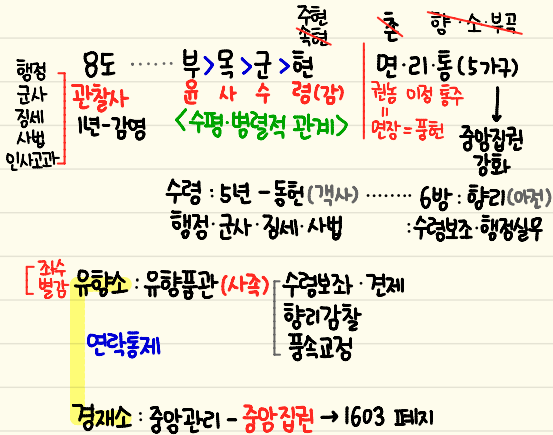 주현
속현
촌 향·소·부곡
행정
군사
징세
사법
인사고과
8도 ······ 부>목>군>현
면·리·통(5가구)
관찰사
윤 사 수 령(감)
권농 이정 통주
=
면장=풍헌
1년-감영
<수평·병렬적 관계>
중앙집권
강화
수령:5년-동헌(객사) ········ 6방:향리(아전)
행정·군사·징세·사법
:수령보조·행정실무
좌수
별감
유향소:유향품관(사족)
수령보좌·견제
향리감찰
풍속교정
연락통제
경재소:중앙관리-중앙집권→1603 폐지